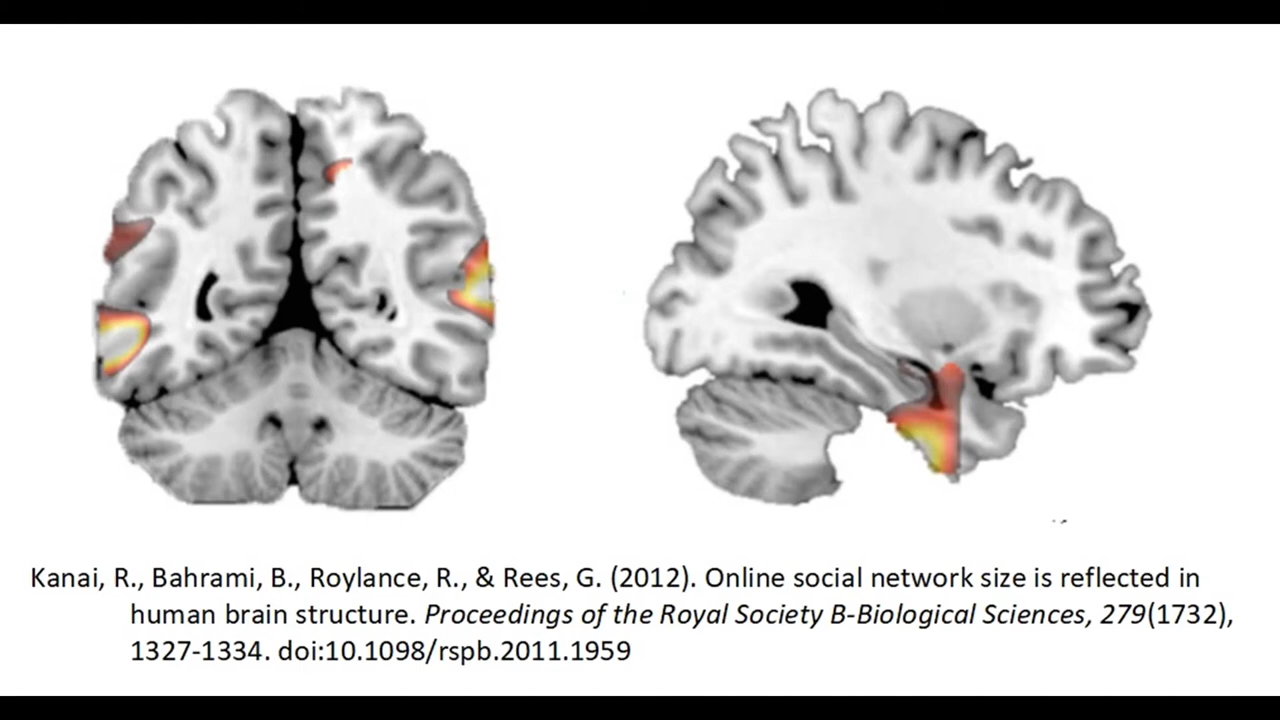 Kanai, R., Bahrami, B., Roylance, R., & Rees, G. (2012). Online social network size is reflected in
human brain structure. Proceedings of the Royal Society B-Biological Sciences, 279(1732),
1327-1334. doi:10.1098/rspb.2011.1959